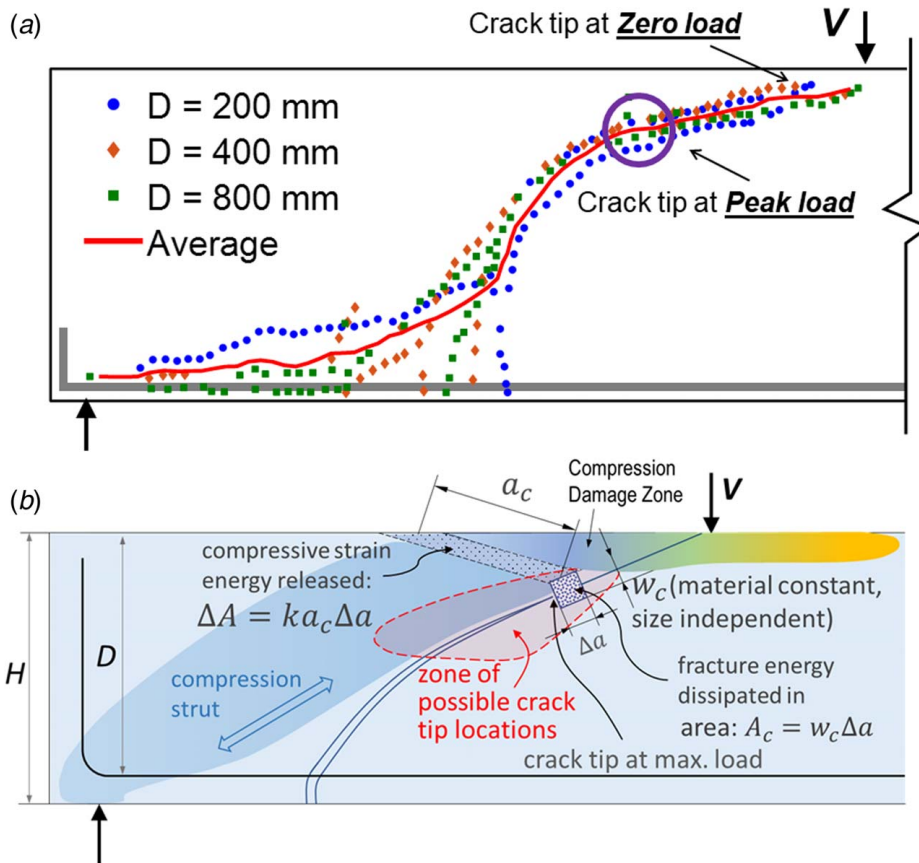 (a)
Crack tip at Zero load
V
D = 200 mm
D = 400 mm
D = 800 mm
Average
Crack tip at Peak load
(b)
a_c
Compression
Damage Zone
V
compressive strain
energy released:
ΔA = ka_cΔa
w_c(material constant,
size independent)
Δa
H
D
compression
strut
zone of
possible crack
tip locations
fracture energy
dissipated in
area: A_c = w_cΔa
crack tip at max. load